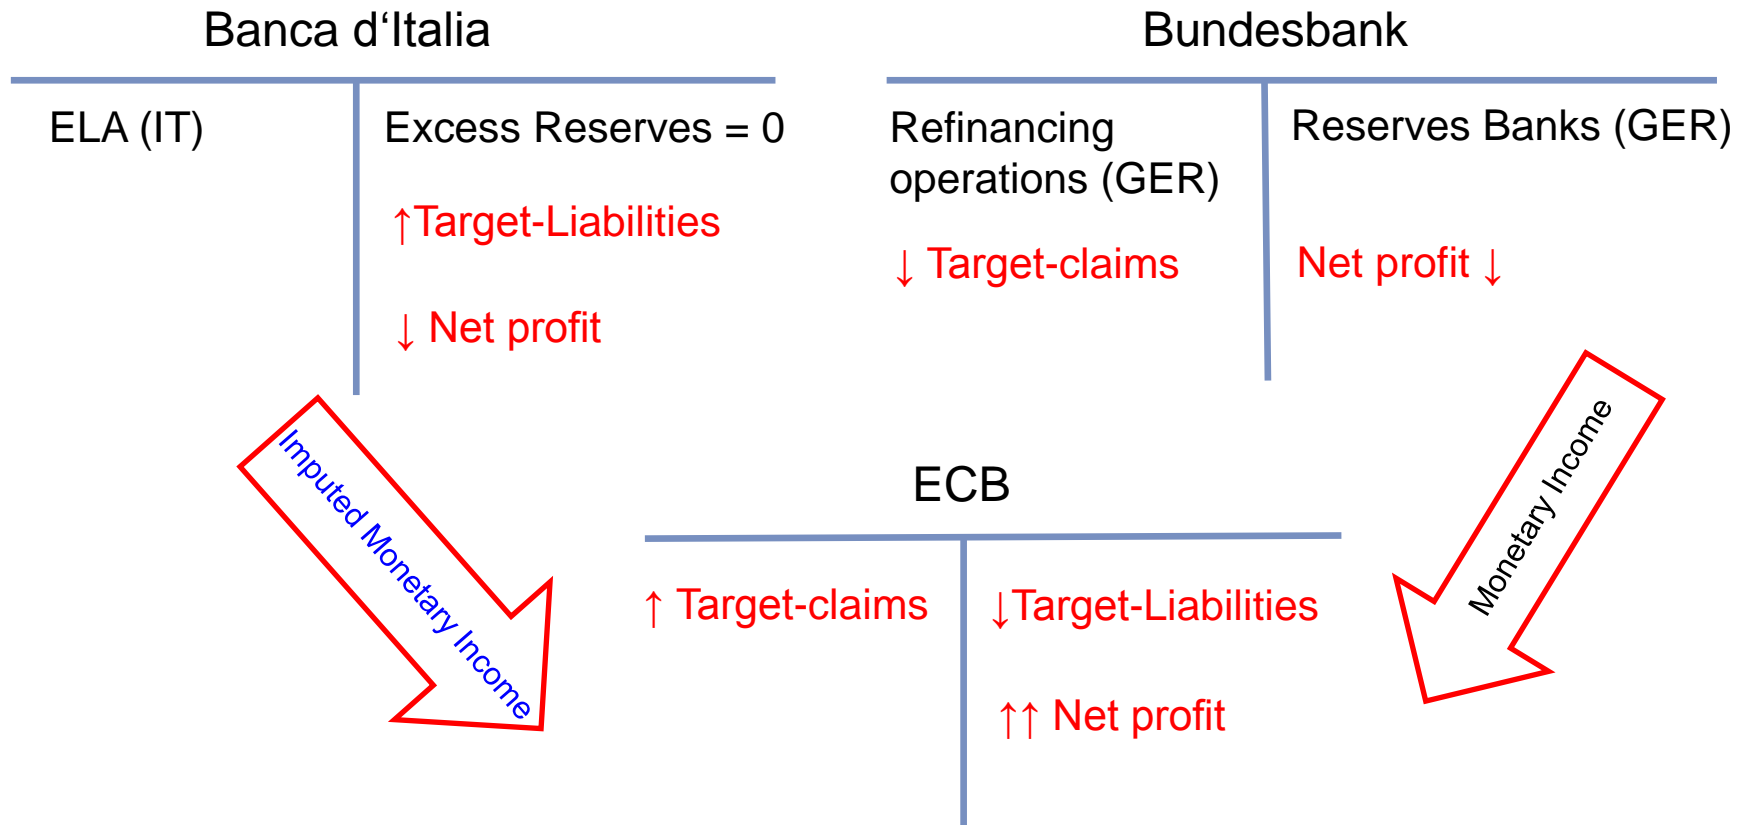 Banca d‘Italia
ELA (IT)
Excess Reserves = 0
↑Target-Liabilities
↓ Net profit
Bundesbank
Refinancing
operations (GER)
↓ Target-claims
Reserves Banks (GER)
Net profit ↓
Imputed Monetary Income
Monetary Income
ECB
↑ Target-claims
↓Target-Liabilities
↑↑ Net profit